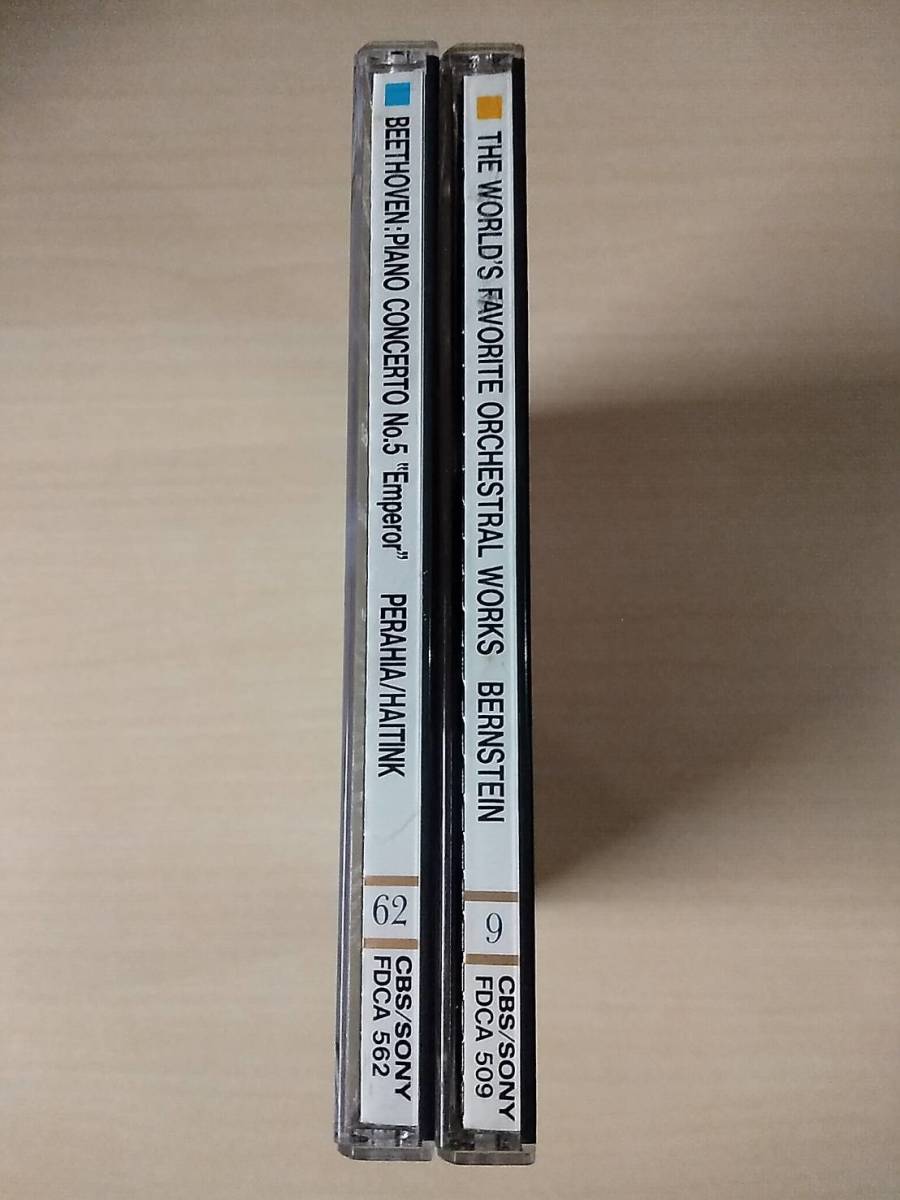 BEETHOVEN:PIANO CONCERTO No.5 "Emperor" PERAHIA/HAITINK
62
CBS/SONY
FDCA 562
THE WORLD'S FAVORITE ORCHESTRAL WORKS BERNSTEIN
9
CBS/SONY
FDCA 509